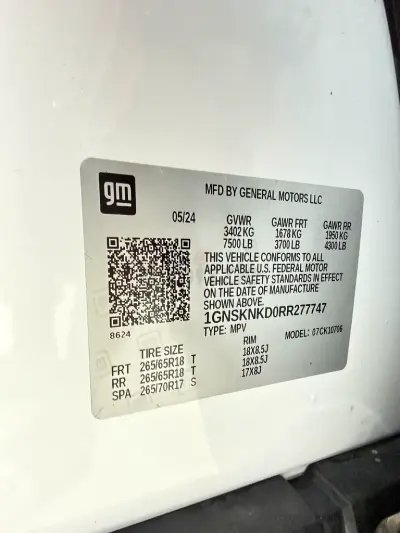 gm
MFD BY GENERAL MOTORS LLC
05/24 GVWR GAWR FRT GAWR RR
3402 KG 1678 KG 1950 KG
7500 LB 3700 LB 4300 LB
THIS VEHICLE CONFORMS TO ALL
APPLICABLE U.S. FEDERAL MOTOR
VEHICLE SAFETY STANDARDS IN EFFECT
ON THE DATE OF MANUFACTURE
SHOWN ABOVE.
1GNSKNKD0RR277747
TYPE: MPV MODEL: 07CK10706
8624
TIRE SIZE RIM
FRT 265/65R18 T 18X8.5J
RR 265/65R18 T 18X8.5J
SPA 265/70R17 S 17X8J